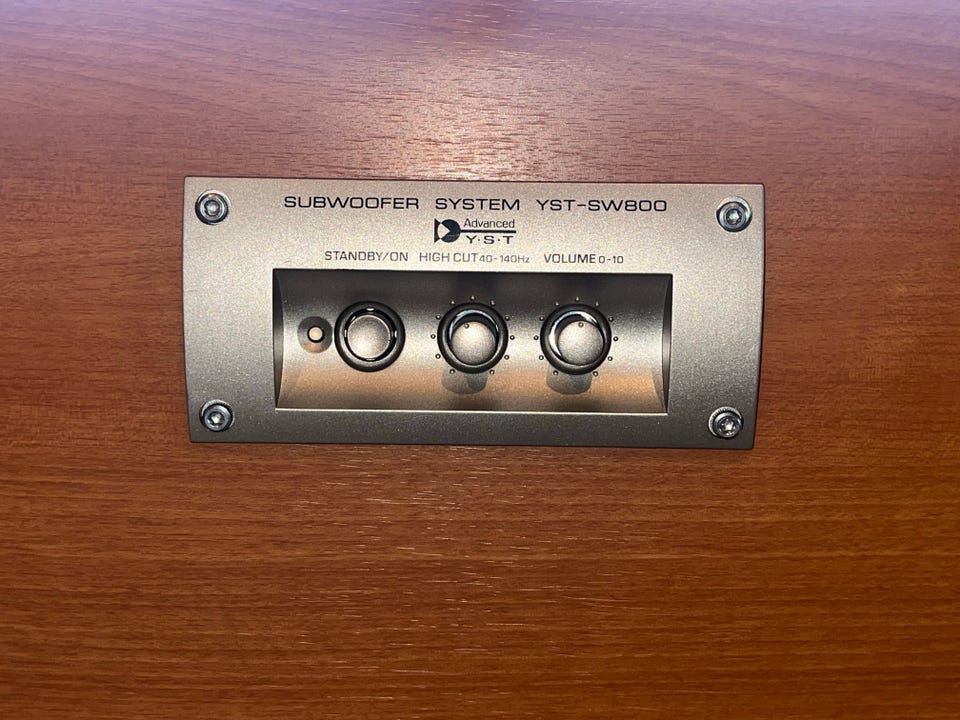 SUBWOOFER SYSTEM YST-SW800
Advanced
Y·S·T
STANDBY/ON HIGH CUT 40-140Hz VOLUME 0-10